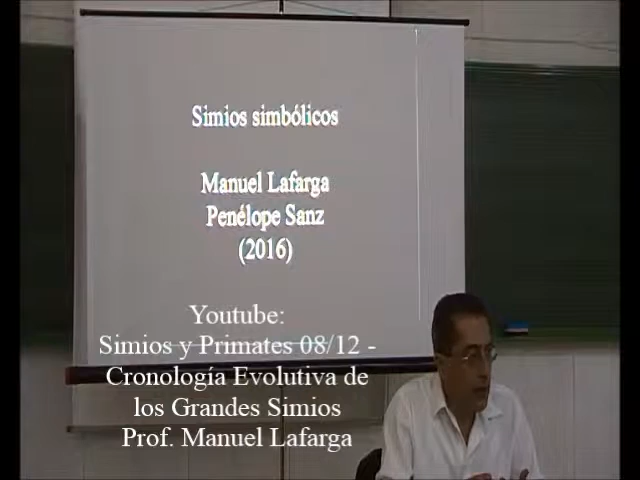 Simios simbólicos
Manuel Lafarga
Penélope Sanz
(2016)
Youtube:
Simios y Primates 08/12 -
Cronología Evolutiva de
los Grandes Simios
Prof. Manuel Lafarga